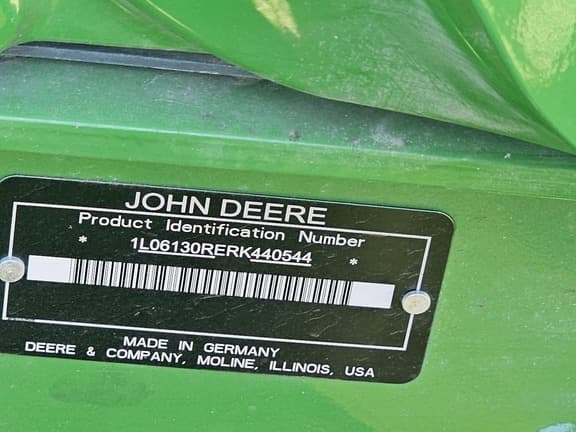 JOHN DEERE
Product Identification Number
* 1L06130RERK440544 *
MADE IN GERMANY
DEERE & COMPANY, MOLINE, ILLINOIS, USA